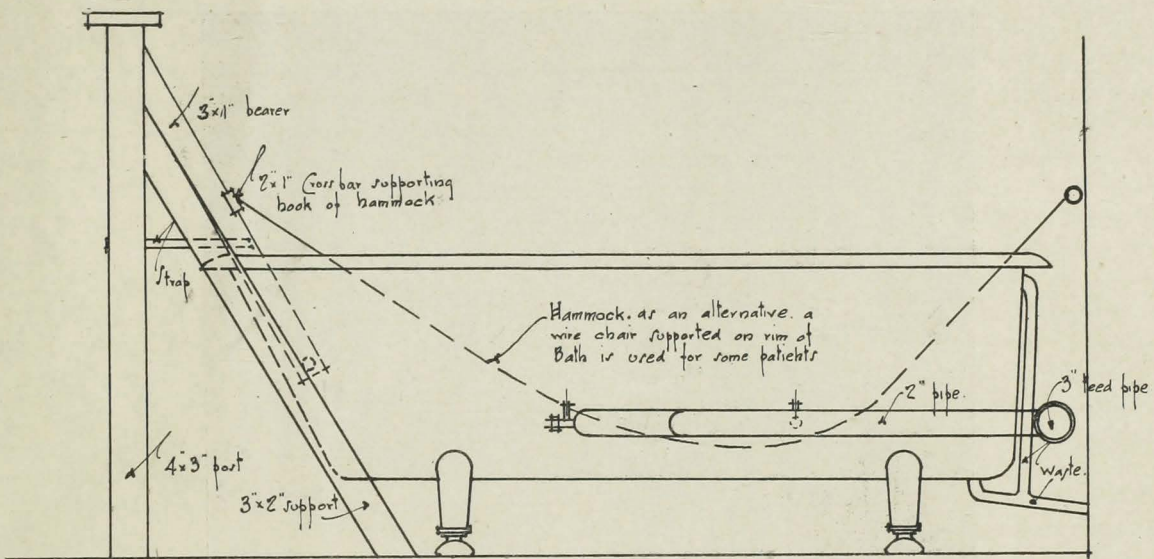 3"x1" bearer
2"x1" Cross bar supporting
hook of hammock
strap
Hammock. as an alternative. a
wire chair supported on rim of
Bath is used for some patients
2" pipe.
3" feed pipe
waste.
4"x3" post
3"x2" support